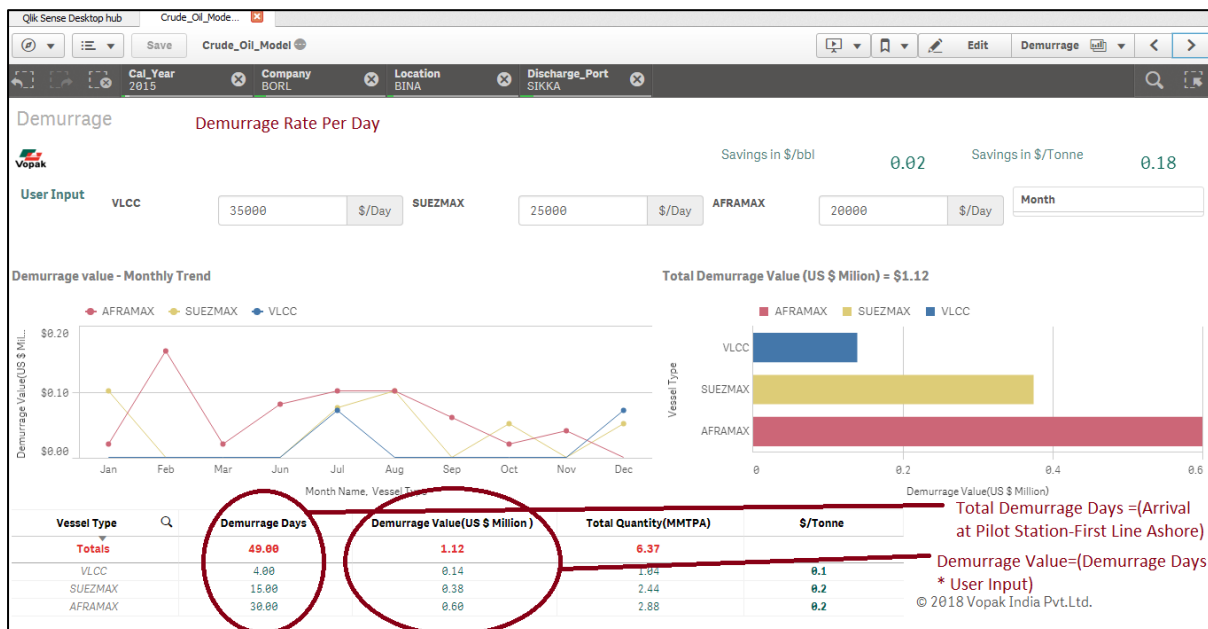 Qlik Sense Desktop hub Crude_Oil_Mode...
Save Crude_Oil_Model Edit Demurrage
Cal_Year Company Location Discharge_Port
2015 BORL BINA SIKKA
Demurrage Demurrage Rate Per Day
Vopak Savings in $/bbl 0.02 Savings in $/Tonne 0.18
User Input VLCC 35000 $/Day SUEZMAX 25000 $/Day AFRAMAX 20000 $/Day Month
Demurrage value - Monthly Trend Total Demurrage Value (US $ Milion) = $1.12
AFRAMAX SUEZMAX VLCC AFRAMAX SUEZMAX VLCC
Demurrage Value(US $ Mil...
$0.20
$0.10
$0.00
Jan Feb Mar Jun Jul Aug Sep Oct Nov Dec
Month Name, Vessel Type
Vessel Type
VLCC
SUEZMAX
AFRAMAX
0 0.2 0.4 0.6
Demurrage Value(US $ Million)
Vessel Type Demurrage Days Demurrage Value(US $ Million ) Total Quantity(MMTPA) $/Tonne
Totals 49.00 1.12 6.37
VLCC 4.00 0.14 1.04 0.1
SUEZMAX 15.00 0.38 2.44 0.2
AFRAMAX 30.00 0.60 2.88 0.2
Total Demurrage Days =(Arrival
at Pilot Station-First Line Ashore)
Demurrage Value=(Demurrage Days
* User Input)
© 2018 Vopak India Pvt.Ltd.